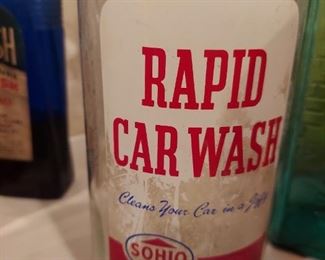 RAPID
CAR WASH
Cleans Your Car in a Jiffy
SOHIO